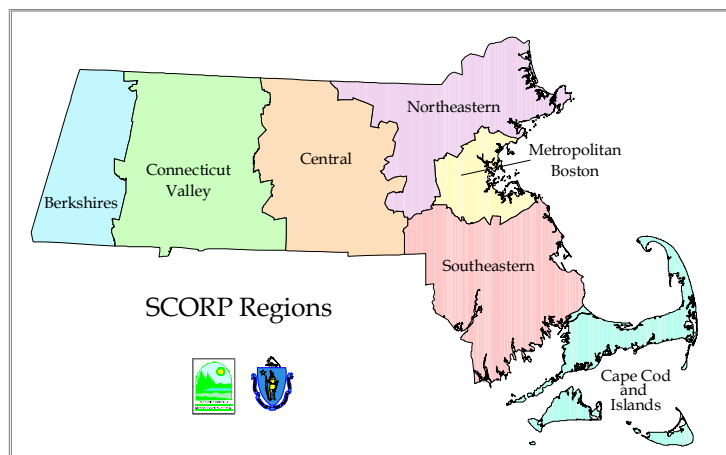 Northeastern
Metropolitan
Boston
Central
Connecticut
Valley
Berkshires
Southeastern
SCORP Regions
Cape Cod
and
Islands